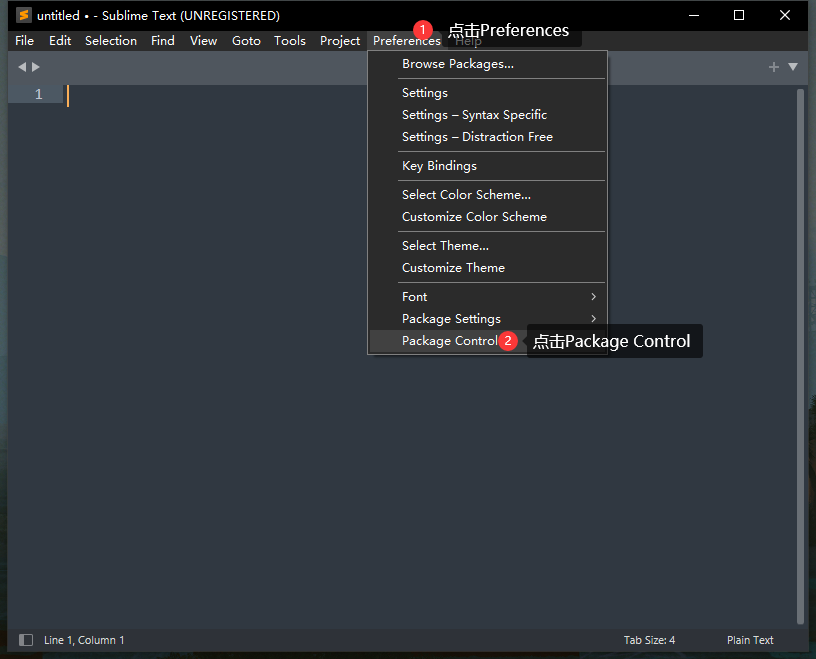 untitled • - Sublime Text (UNREGISTERED)
1 点击Preferences
File Edit Selection Find View Goto Tools Project Preferences Help
Browse Packages...
1
Settings
Settings – Syntax Specific
Settings – Distraction Free
Key Bindings
Select Color Scheme...
Customize Color Scheme
Select Theme...
Customize Theme
Font
Package Settings
Package Control 2 点击Package Control
Line 1, Column 1 Tab Size: 4 Plain Text